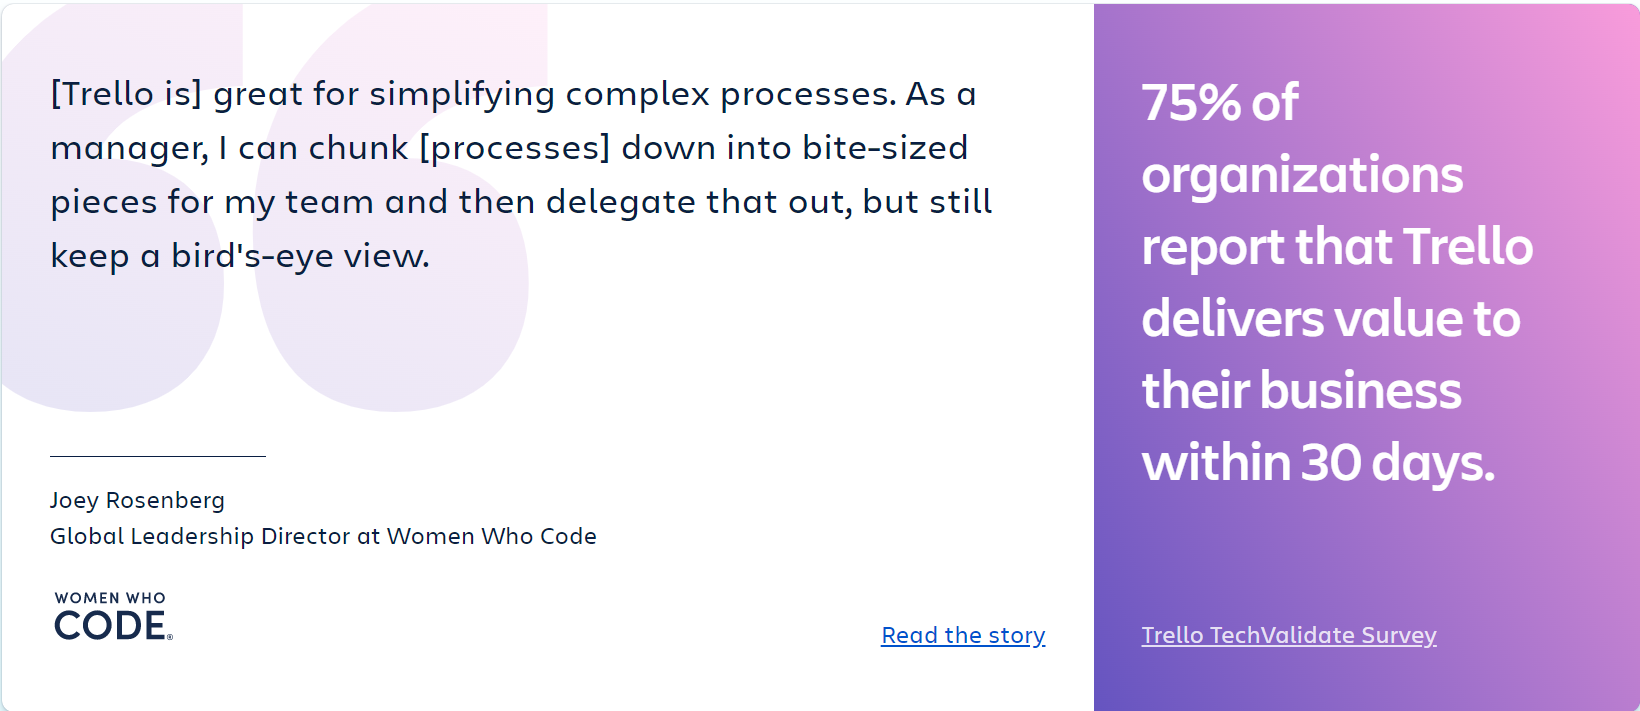 [Trello is] great for simplifying complex processes. As a
manager, I can chunk [processes] down into bite-sized
pieces for my team and then delegate that out, but still
keep a bird's-eye view.
Joey Rosenberg
Global Leadership Director at Women Who Code
WOMEN WHO
CODE®
Read the story
75% of
organizations
report that Trello
delivers value to
their business
within 30 days.
Trello TechValidate Survey